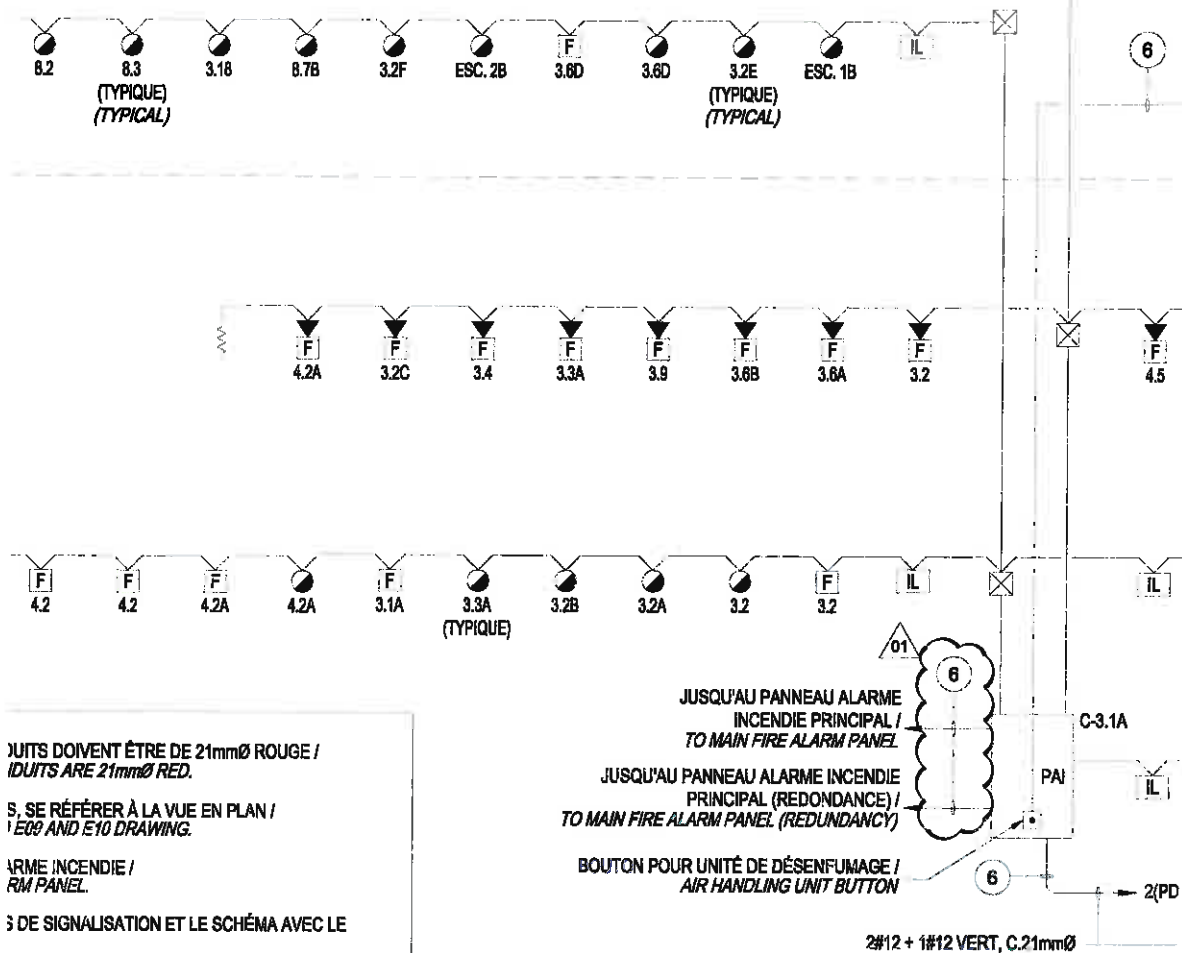 F IL 6
8.2 8.3 3.18 8.7B 3.2F ESC. 2B 3.6D 3.6D 3.2E ESC. 1B
(TYPIQUE) (TYPIQUE)
(TYPICAL) (TYPICAL)
F F F F F F F F F
4.2A 3.2C 3.4 3.3A 3.9 3.6B 3.6A 3.2 4.5
F F F F F IL IL
4.2 4.2 4.2A 4.2A 3.1A 3.3A 3.2B 3.2A 3.2 3.2
(TYPIQUE)
01
6
JUSQU'AU PANNEAU ALARME
INCENDIE PRINCIPAL /
TO MAIN FIRE ALARM PANEL
C-3.1A
JUSQU'AU PANNEAU ALARME INCENDIE
PRINCIPAL (REDONDANCE) /
TO MAIN FIRE ALARM PANEL (REDUNDANCY)
PAI
IL
BOUTON POUR UNITÉ DE DÉSENFUMAGE /
AIR HANDLING UNIT BUTTON
6
2(PD
2#12 + 1#12 VERT, C.21mmØ
UITS DOIVENT ÊTRE DE 21mmØ ROUGE /
DUITS ARE 21mmØ RED.
S, SE RÉFÉRER À LA VUE EN PLAN /
E09 AND E10 DRAWING.
ARME INCENDIE /
RM PANEL.
S DE SIGNALISATION ET LE SCHÉMA AVEC LE